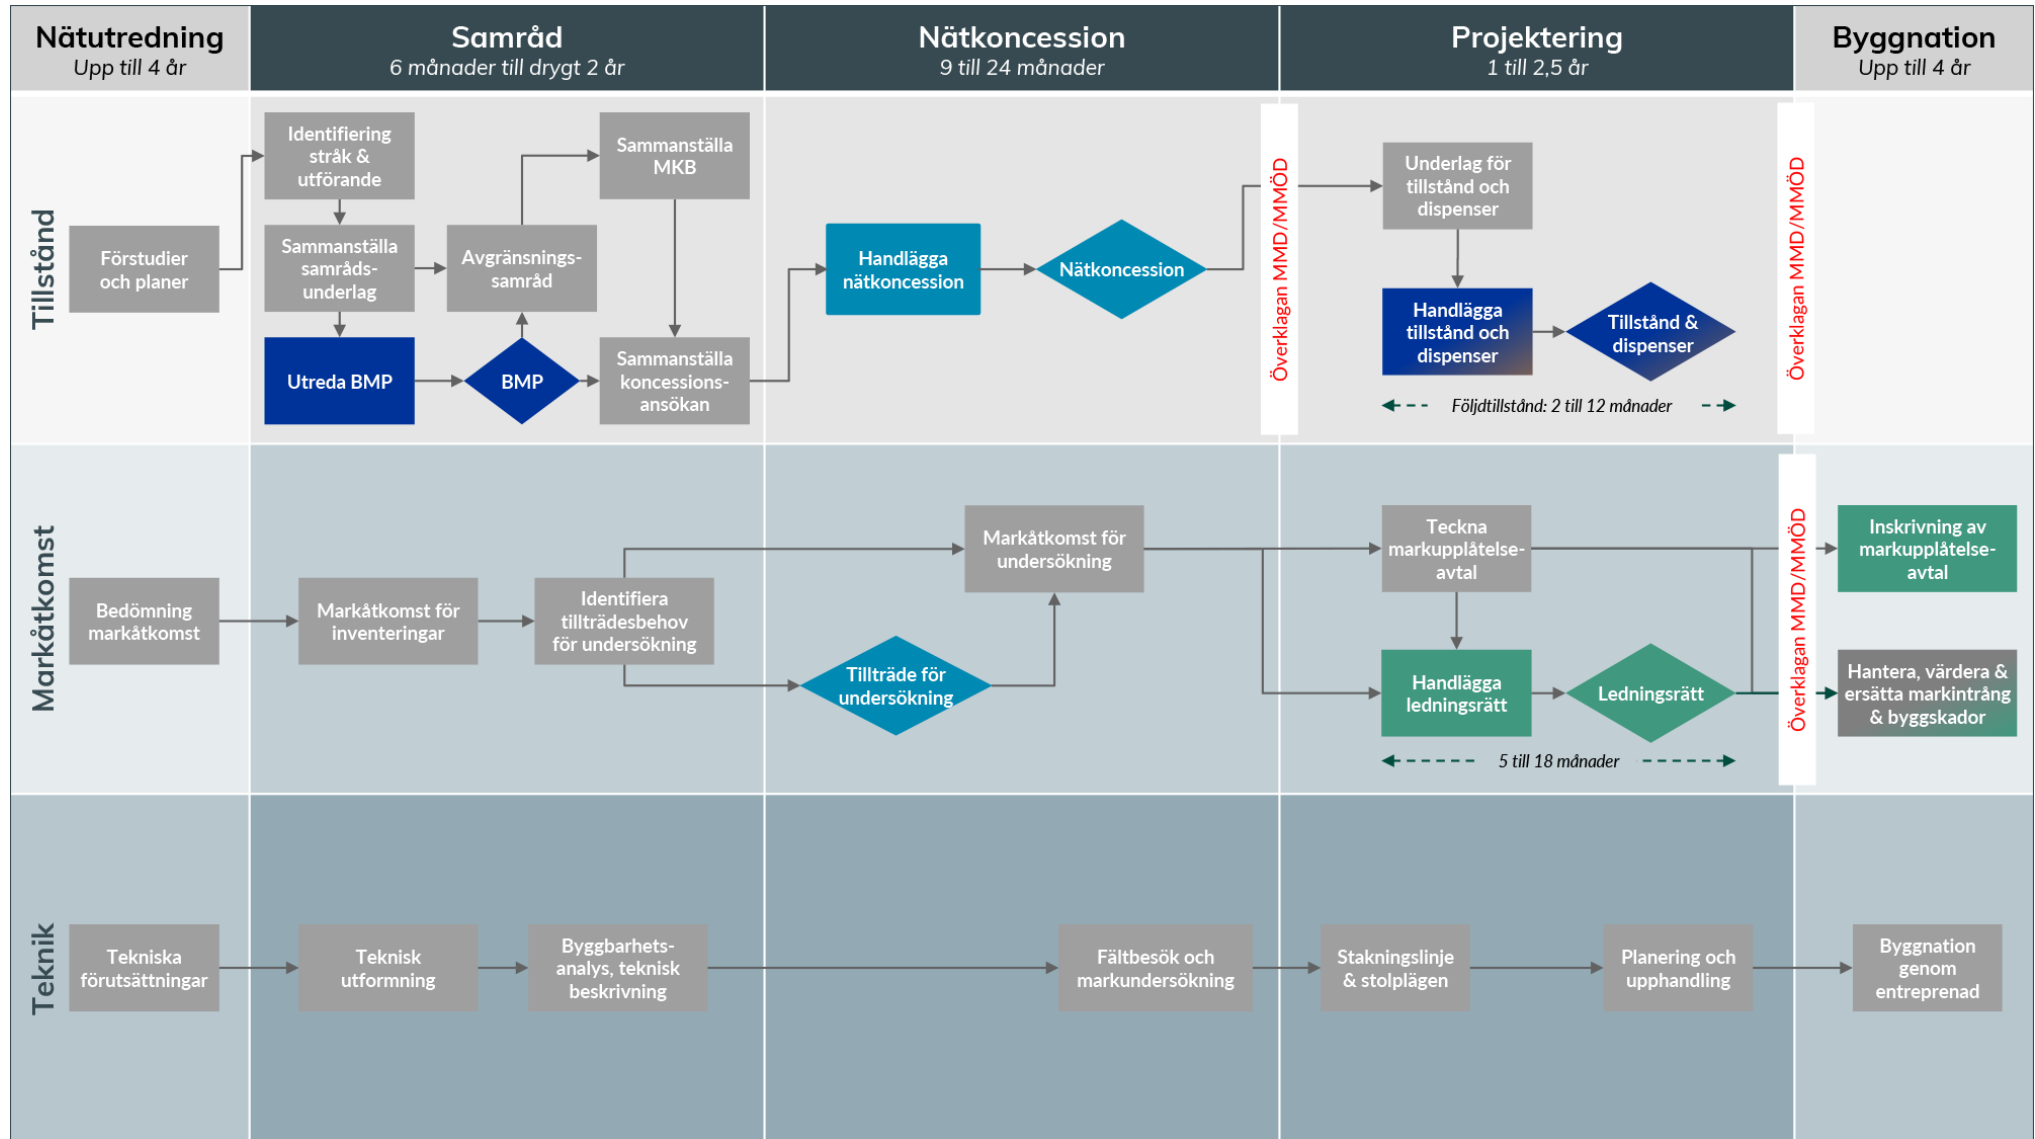 Nätutredning
Upp till 4 år
Samråd
6 månader till drygt 2 år
Nätkoncession
9 till 24 månader
Projektering
1 till 2,5 år
Byggnation
Upp till 4 år
Tillstånd
Förstudier
och planer
Identifiering
stråk &
utförande
Sammanställa
samråds-
underlag
Utreda BMP
Avgränsnings-
samråd
BMP
Sammanställa
MKB
Sammanställa
koncessions-
ansökan
Handlägga
nätkoncession
Nätkoncession
Överklagan MMD/MMÖD
Underlag för
tillstånd och
dispenser
Handlägga
tillstånd och
dispenser
Tillstånd &
dispenser
Följdtillstånd: 2 till 12 månader
Överklagan MMD/MMÖD
Markåtkomst
Bedömning
markåtkomst
Markåtkomst för
inventeringar
Identifiera
tillträdesbehov
för undersökning
Tillträde för
undersökning
Markåtkomst för
undersökning
Teckna
markupplåtelse-
avtal
Handlägga
ledningsrätt
Ledningsrätt
5 till 18 månader
Överklagan MMD/MMÖD
Inskrivning av
markupplåtelse-
avtal
Hantera, värdera &
ersätta markintrång
& byggskador
Teknik
Tekniska
förutsättningar
Teknisk
utformning
Byggbarhets-
analys, teknisk
beskrivning
Fältbesök och
markundersökning
Stakningslinje
& stolplägen
Planering och
upphandling
Byggnation
genom
entreprenad